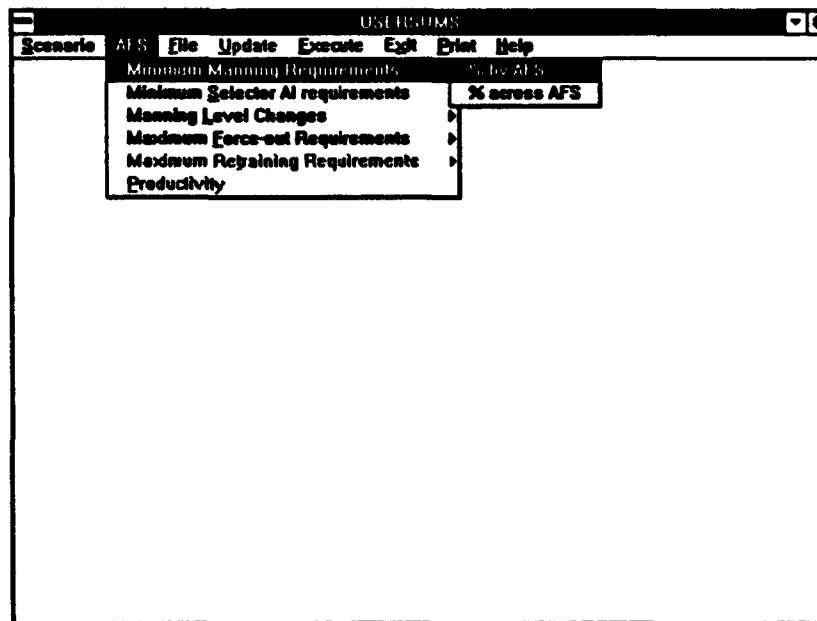 USERSUMS
Scenario AFS File Update Execute Exit Print Help
Minimum Manning Requirements % by AFS
Minimum Selector AI requirements % across AFS
Manning Level Changes
Maximum Force-out Requirements
Maximum Retraining Requirements
Productivity